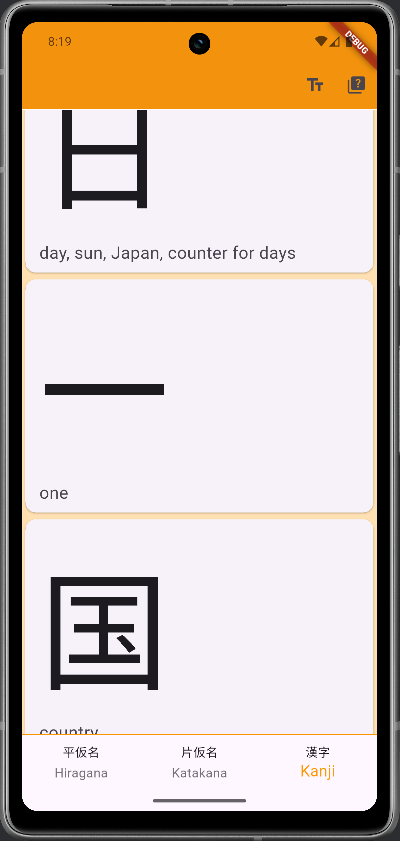 8:19
DEBUG
Tт
?
日
day, sun, Japan, counter for days
一
one
国
country
平仮名
片仮名
漢字
Hiragana
Katakana
Kanji